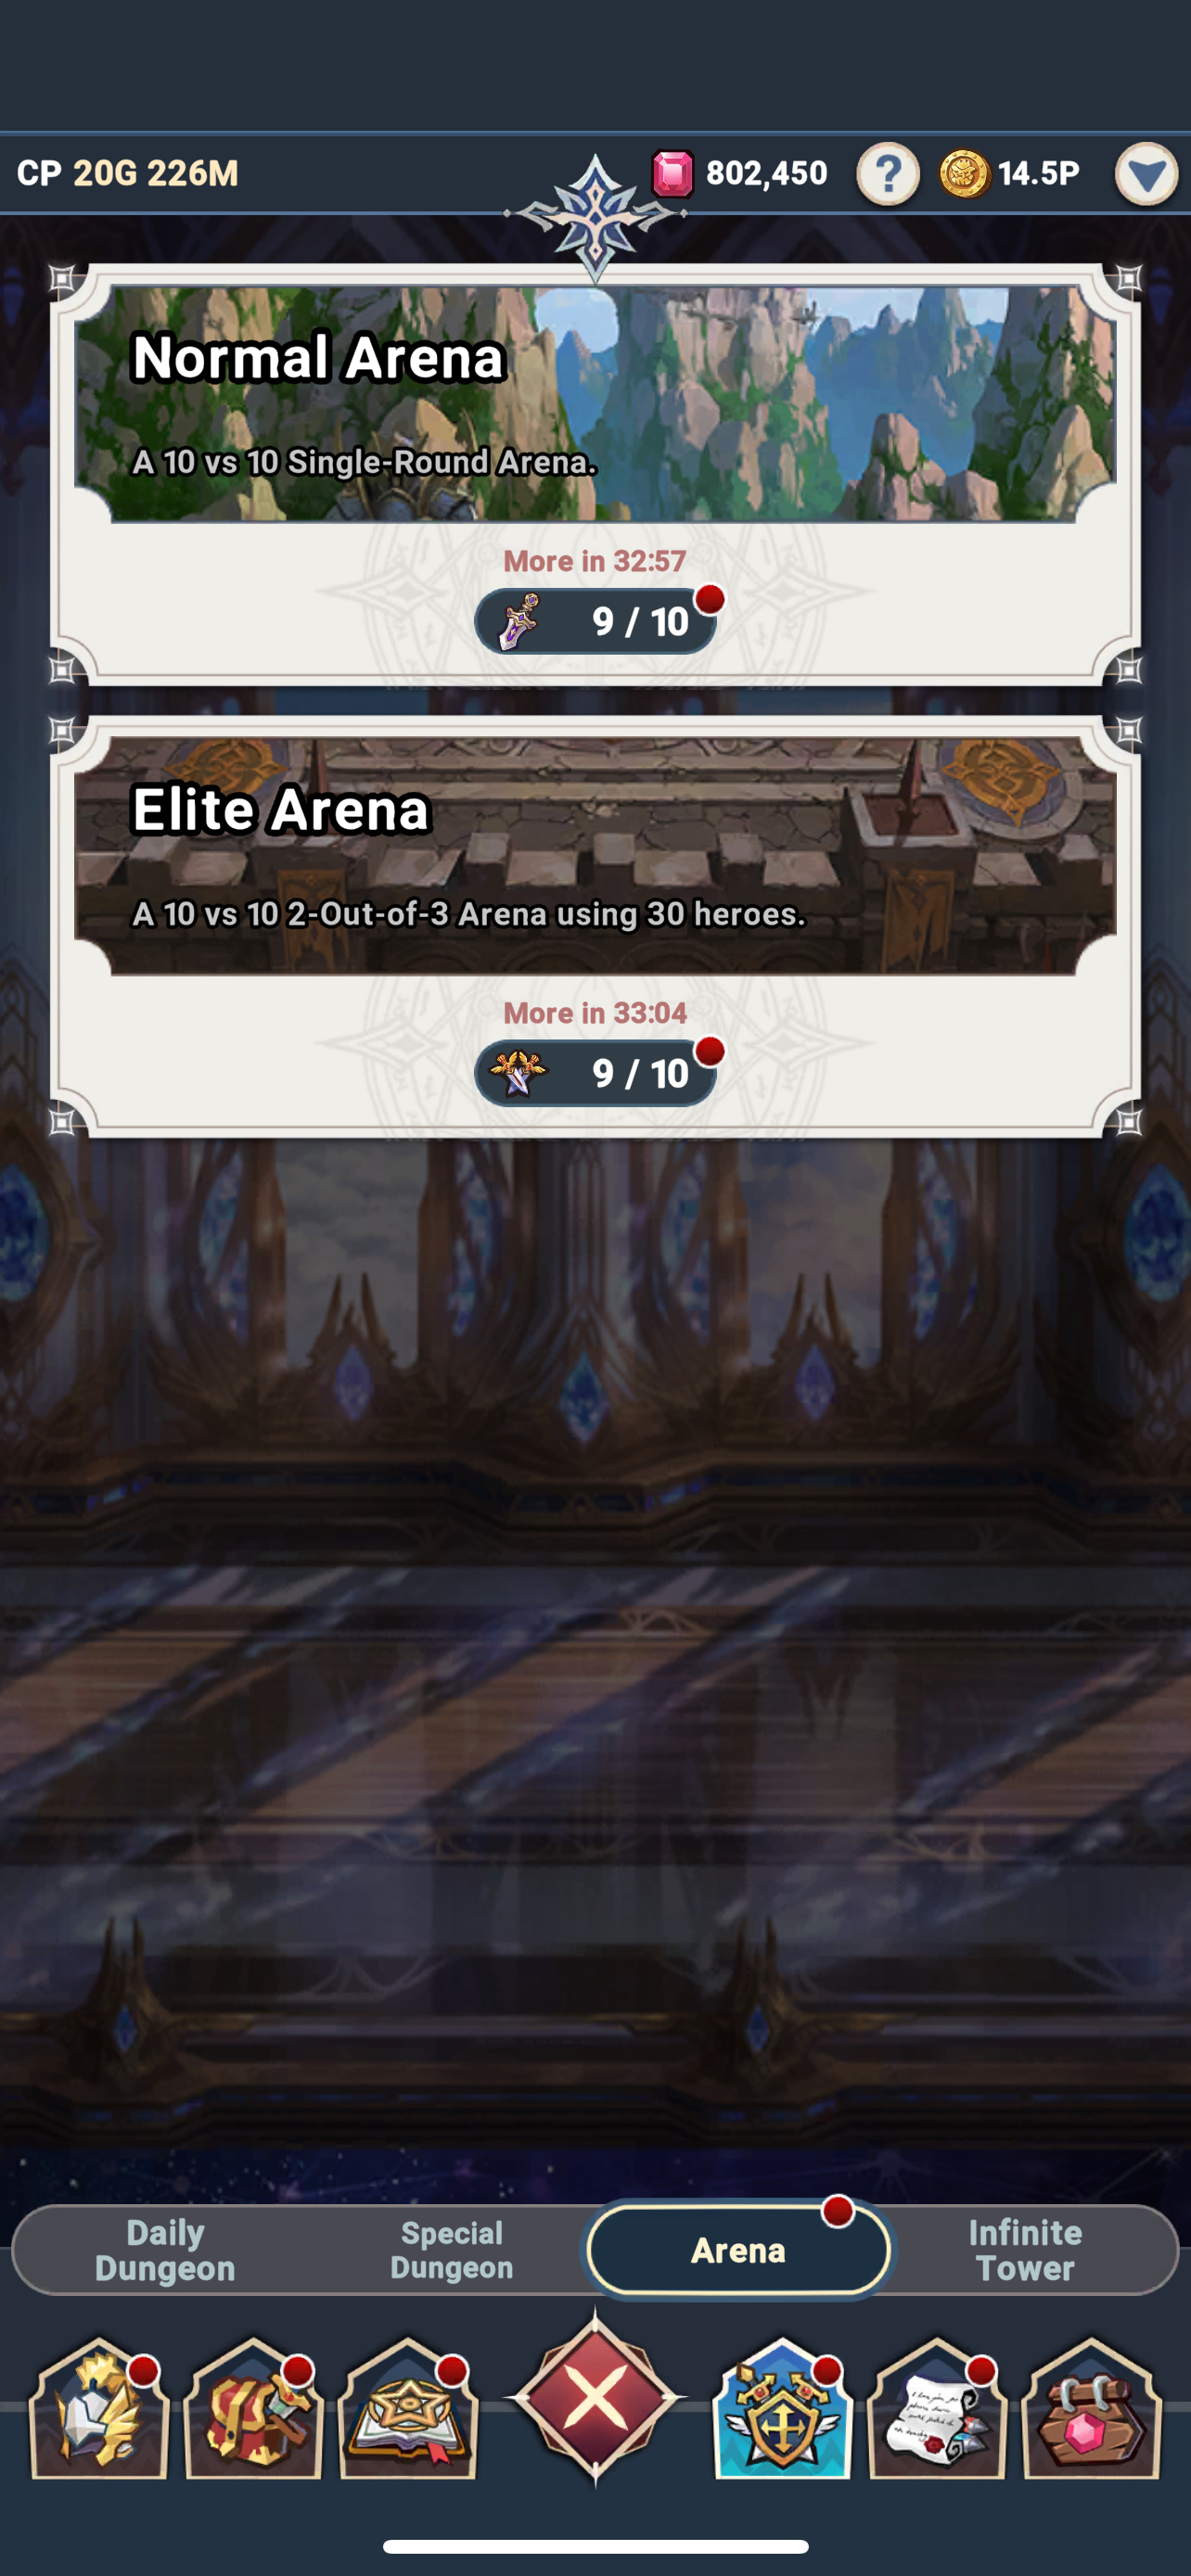 CP 20G 226M
802,450
?
14.5P
Normal Arena
A 10 vs 10 Single-Round Arena.
More in 32:57
9 / 10
Elite Arena
A 10 vs 10 2-Out-of-3 Arena using 30 heroes.
More in 33:04
9 / 10
Daily
Dungeon
Special
Dungeon
Arena
Infinite
Tower